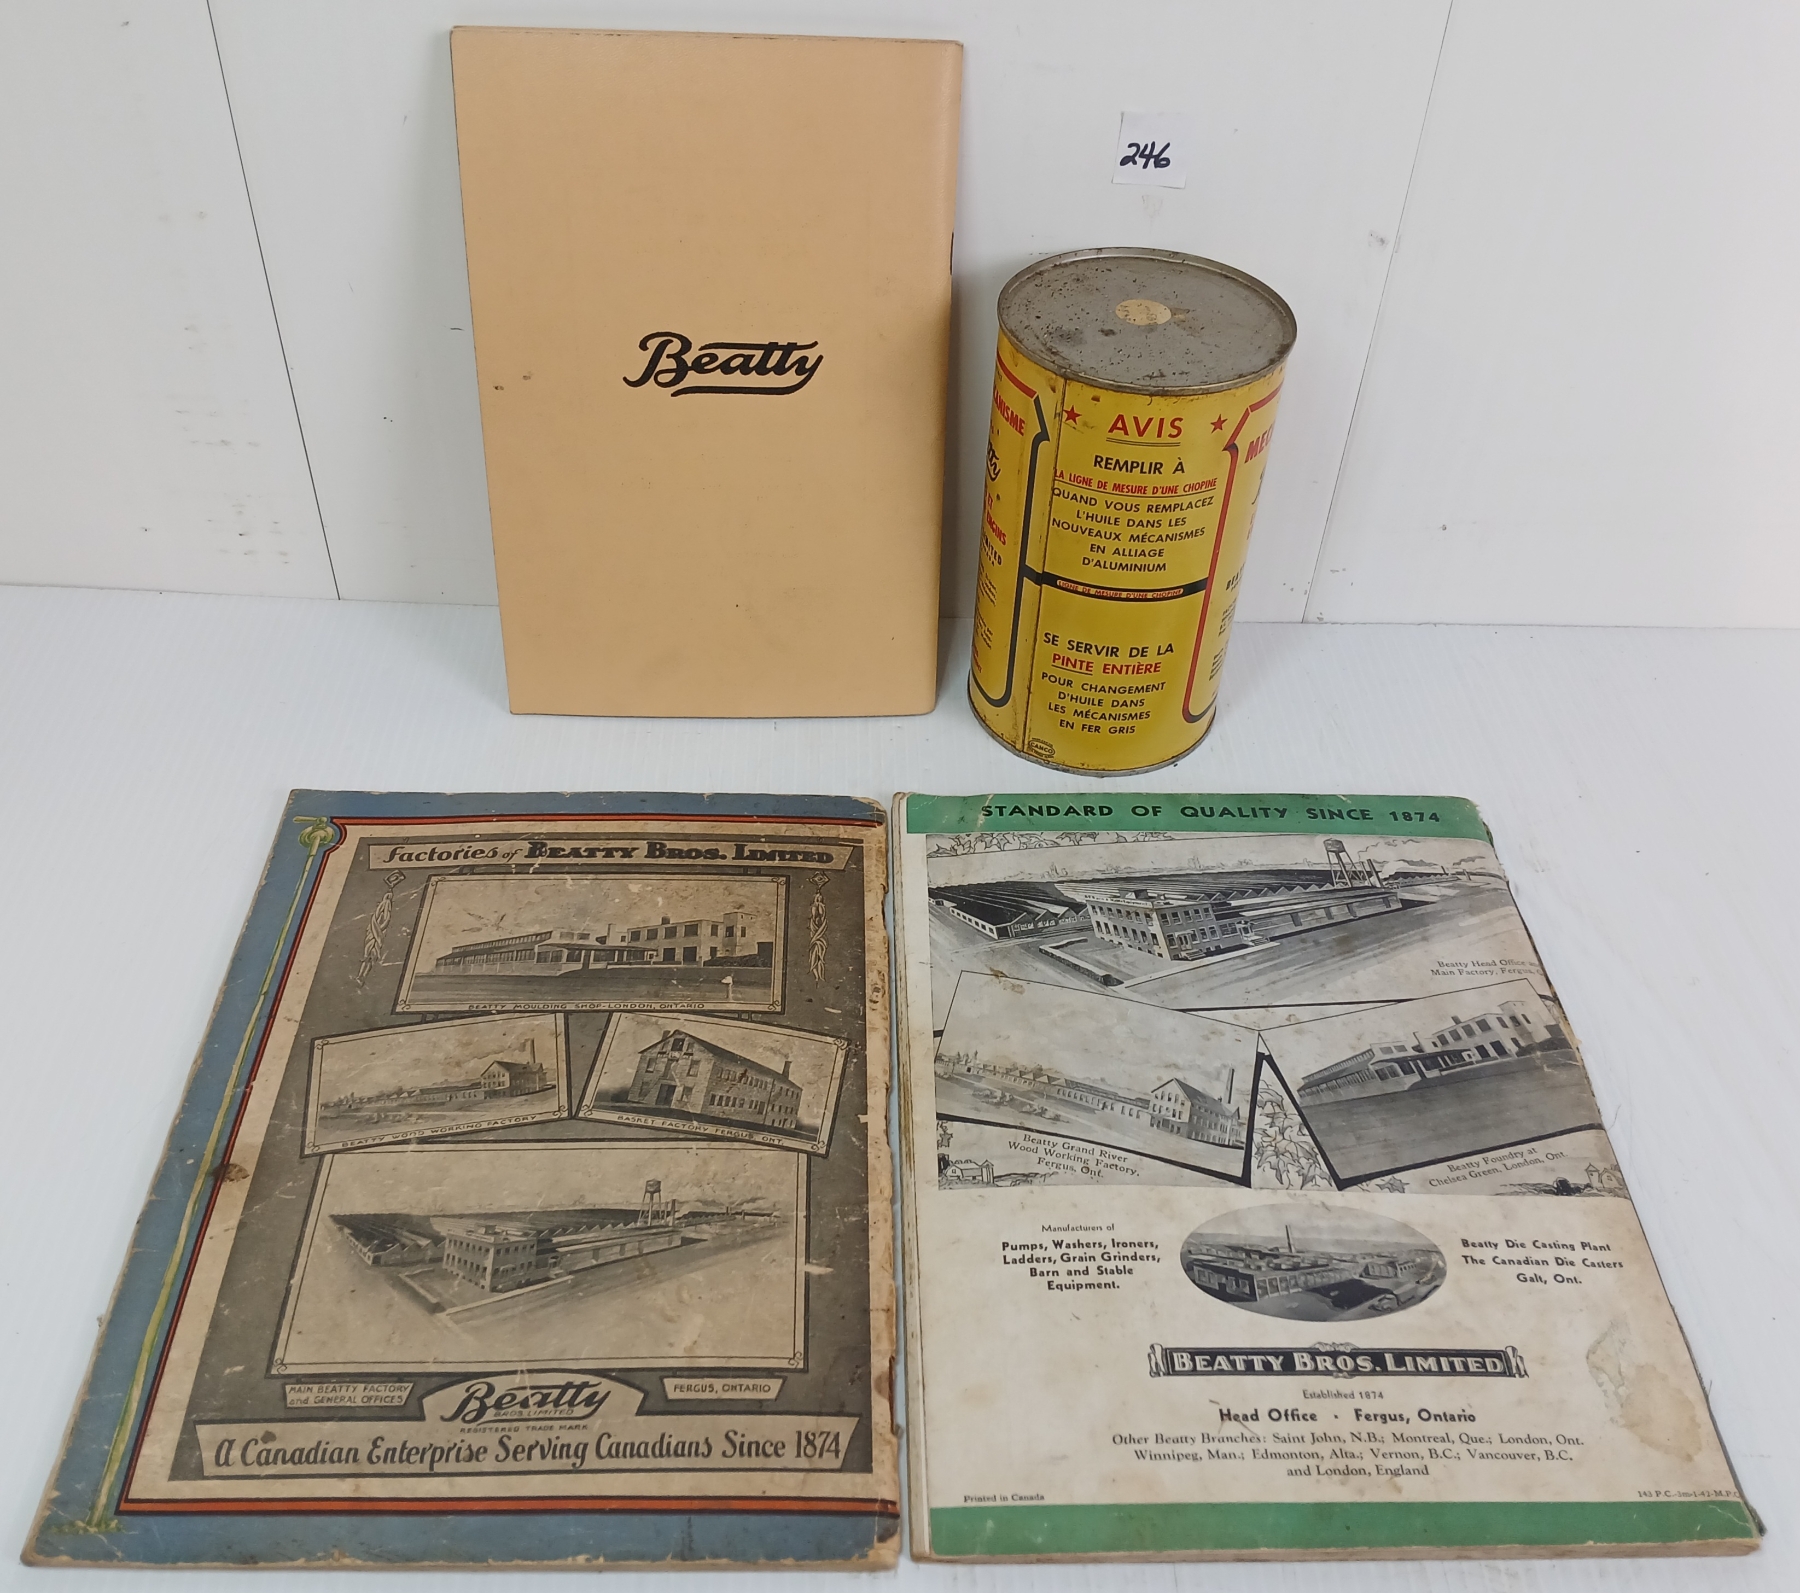 246
Beatty
★ AVIS ★
REMPLIR À
LA LIGNE DE MESURE D'UNE CHOPINE
QUAND VOUS REMPLACEZ
L'HUILE DANS LES
NOUVEAUX MÉCANISMES
EN ALLIAGE
D'ALUMINIUM
LIGNE DE MESURE D'UNE CHOPINE
SE SERVIR DE LA
PINTE ENTIÈRE
POUR CHANGEMENT
D'HUILE DANS
LES MÉCANISMES
EN FER GRIS
CANCO
Factories of BEATTY BROS. LIMITED
BEATTY MOULDING SHOP-LONDON, ONTARIO
BEATTY WOOD WORKING FACTORY
BASKET FACTORY FERGUS ONT.
MAIN BEATTY FACTORY
and GENERAL OFFICES
FERGUS, ONTARIO
Beatty
BROS. LIMITED
REGISTERED TRADE MARK
A Canadian Enterprise Serving Canadians Since 1874
STANDARD OF QUALITY SINCE 1874
Beatty Head Office
Main Factory, Fergus,
Beatty Grand River
Wood Working Factory,
Fergus, Ont.
Beatty Foundry at
Chelsea Green, London, Ont.
Manufacturers of
Pumps, Washers, Ironers,
Ladders, Grain Grinders,
Barn and Stable
Equipment.
Beatty Die Casting Plant
The Canadian Die Casters
Galt, Ont.
BEATTY BROS. LIMITED
Established 1874
Head Office · Fergus, Ontario
Other Beatty Branches: Saint John, N.B.; Montreal, Que.; London, Ont.
Winnipeg, Man.; Edmonton, Alta.; Vernon, B.C.; Vancouver, B.C.
and London, England
Printed in Canada